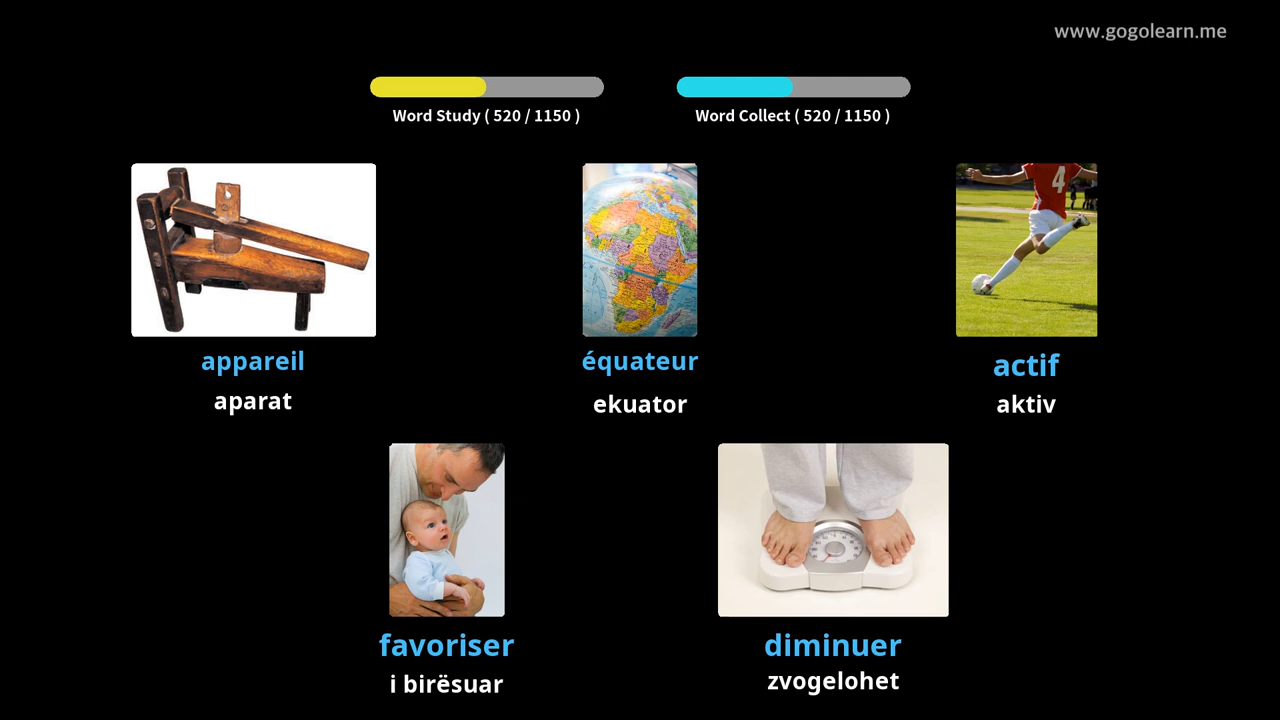 www.gogolearn.me
Word Study ( 520 / 1150 )
Word Collect ( 520 / 1150 )
4
appareil
équateur
actif
aparat
ekuator
aktiv
favoriser
diminuer
i birësuar
zvogelohet